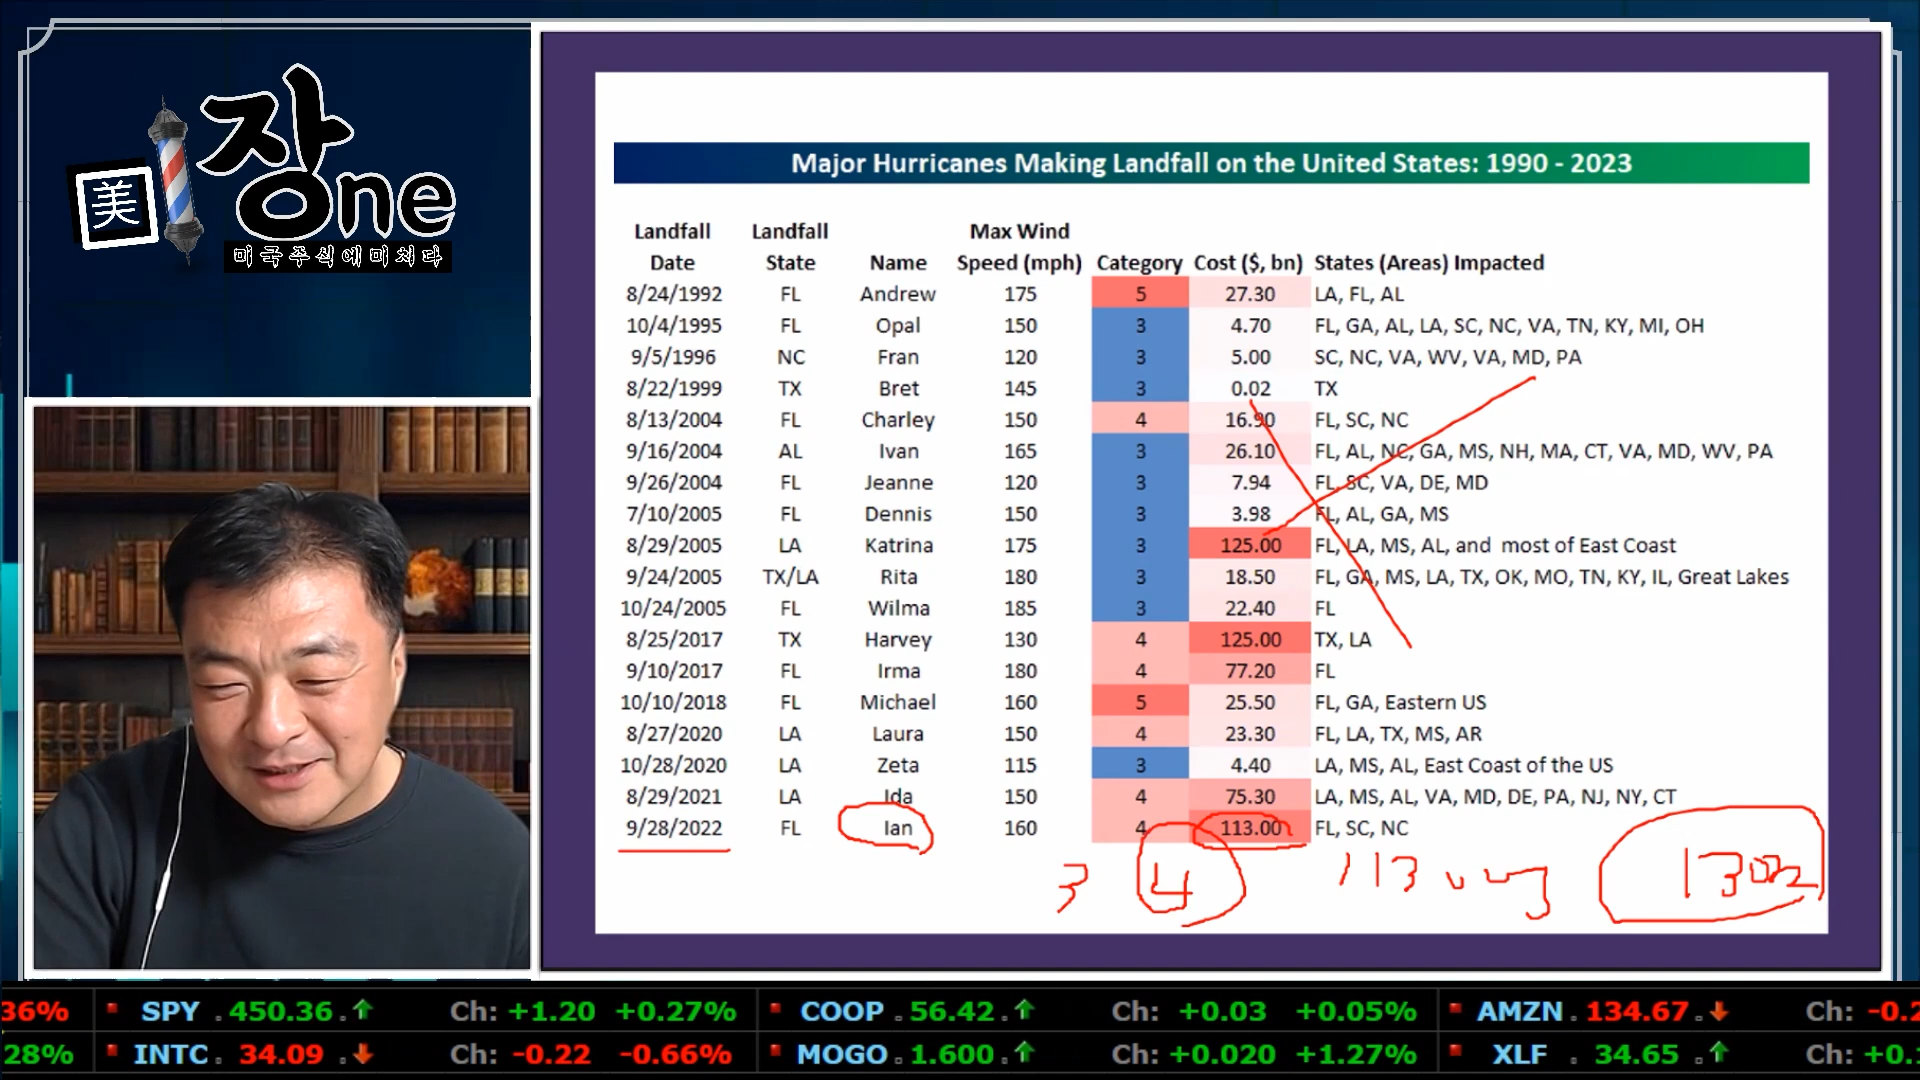 美
장one
미국주식에미치다
Major Hurricanes Making Landfall on the United States: 1990 - 2023
Landfall Date Landfall State Name Max Wind Speed (mph) Category Cost ($, bn) States (Areas) Impacted
8/24/1992 FL Andrew 175 5 27.30 LA, FL, AL
10/4/1995 FL Opal 150 3 4.70 FL, GA, AL, LA, SC, NC, VA, TN, KY, MI, OH
9/5/1996 NC Fran 120 3 5.00 SC, NC, VA, WV, VA, MD, PA
8/22/1999 TX Bret 145 3 0.02 TX
8/13/2004 FL Charley 150 4 16.90 FL, SC, NC
9/16/2004 AL Ivan 165 3 26.10 FL, AL, NC, GA, MS, NH, MA, CT, VA, MD, WV, PA
9/26/2004 FL Jeanne 120 3 7.94 FL, SC, VA, DE, MD
7/10/2005 FL Dennis 150 3 3.98 FL, AL, GA, MS
8/29/2005 LA Katrina 175 3 125.00 FL, LA, MS, AL, and most of East Coast
9/24/2005 TX/LA Rita 180 3 18.50 FL, GA, MS, LA, TX, OK, MO, TN, KY, IL, Great Lakes
10/24/2005 FL Wilma 185 3 22.40 FL
8/25/2017 TX Harvey 130 4 125.00 TX, LA
9/10/2017 FL Irma 180 4 77.20 FL
10/10/2018 FL Michael 160 5 25.50 FL, GA, Eastern US
8/27/2020 LA Laura 150 4 23.30 FL, LA, TX, MS, AR
10/28/2020 LA Zeta 115 3 4.40 LA, MS, AL, East Coast of the US
8/29/2021 LA Ida 150 4 75.30 LA, MS, AL, VA, MD, DE, PA, NJ, NY, CT
9/28/2022 FL Ian 160 4 113.00 FL, SC, NC
3 4 113
36% SPY 450.36 Ch: +1.20 +0.27% COOP 56.42 Ch: +0.03 +0.05% AMZN 134.67 Ch:
28% INTC 34.09 Ch: -0.22 -0.66% MOGO 1.600 Ch: +0.020 +1.27% XLF 34.65 Ch: